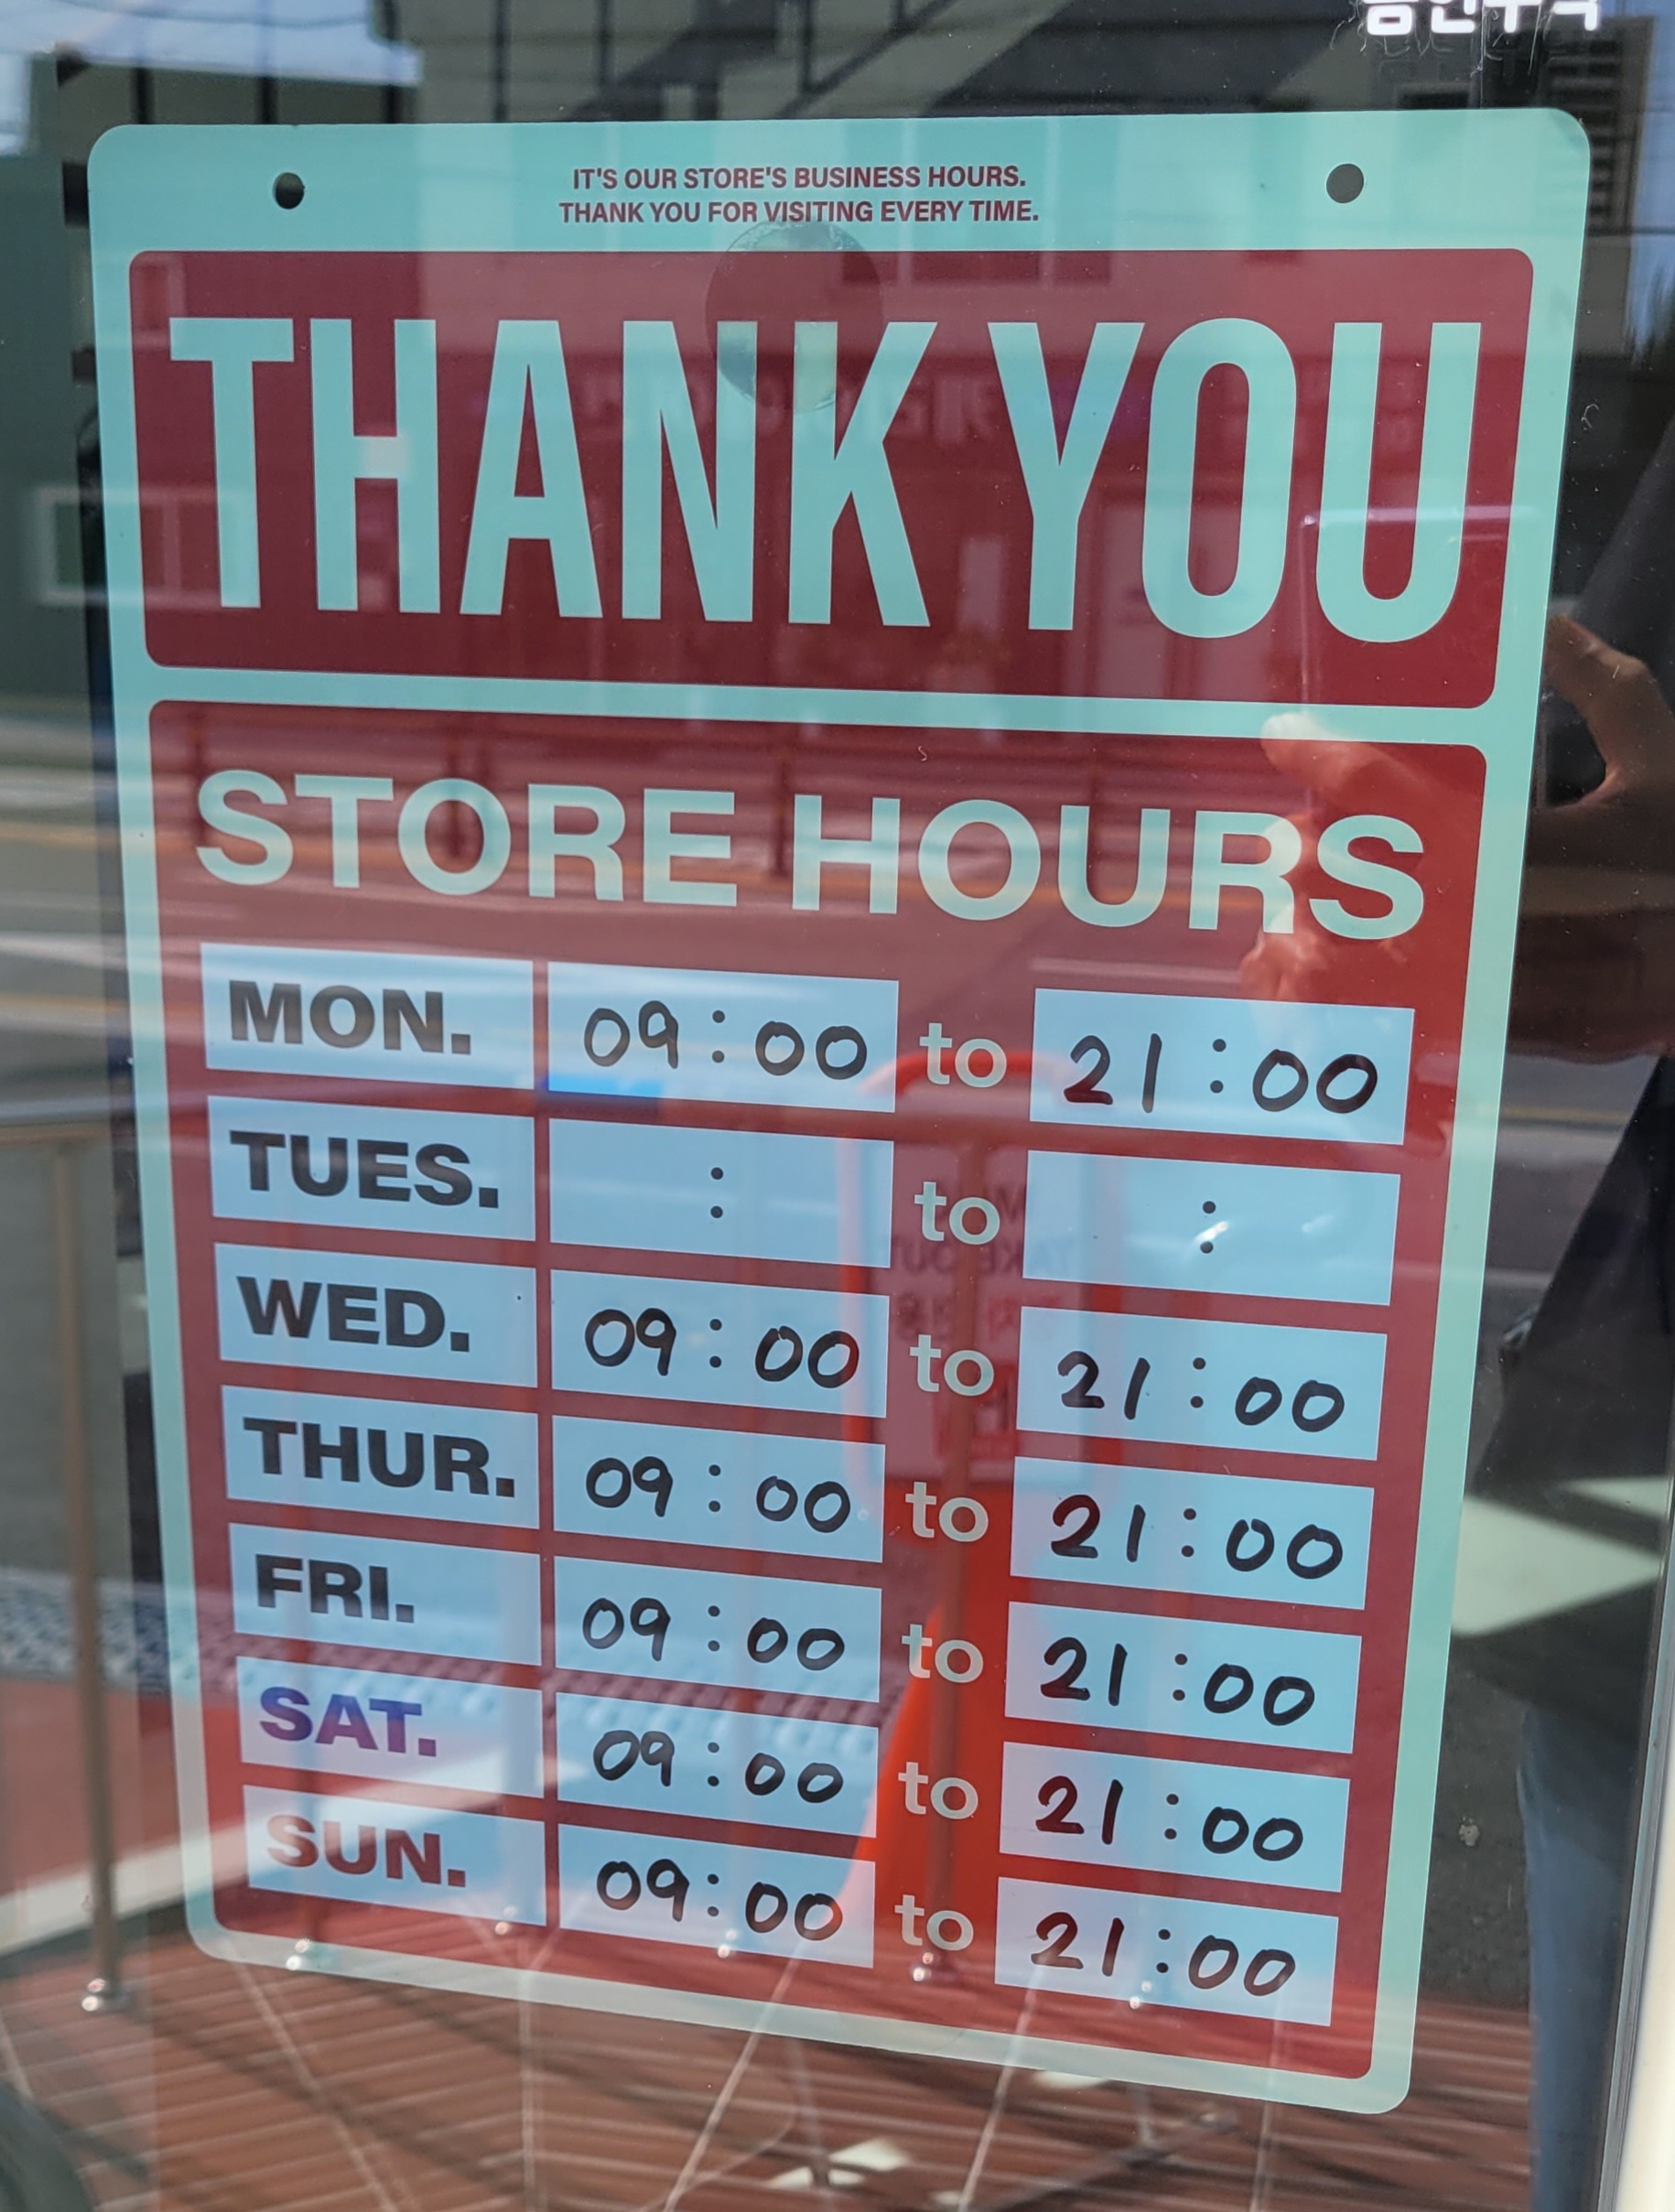 IT'S OUR STORE'S BUSINESS HOURS.
THANK YOU FOR VISITING EVERY TIME.
THANK YOU
STORE HOURS
MON. 09:00 to 21:00
TUES. : to :
WED. 09:00 to 21:00
THUR. 09:00 to 21:00
FRI. 09:00 to 21:00
SAT. 09:00 to 21:00
SUN. 09:00 to 21:00